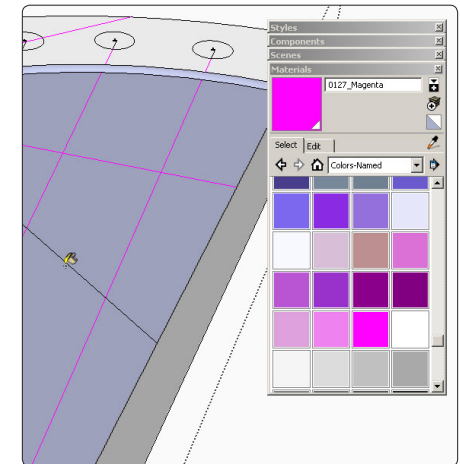 Styles
Components
Scenes
Materials
0127_Magenta
Select
Edit
Colors-Named